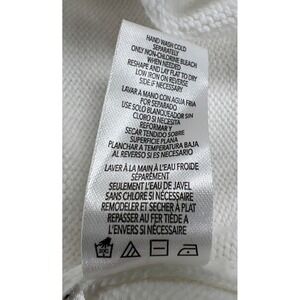 HAND WASH COLD
SEPARATELY
ONLY NON-CHLORINE BLEACH
WHEN NEEDED
RESHAPE AND LAY FLAT TO DRY
LOW IRON ON REVERSE
SIDE IF NECESSARY
LAVAR A MANO CON AGUA FRIA
POR SEPARADO
USE SOLO BLANQUEADOR SIN
CLORO SI NECESITA
REFORMAR Y
SECAR TENDIDO SOBRE
SUPERFICIE PLANA
PLANCHAR A TEMPERATURA BAJA
AL REVERSO SI ES NECESARIO
LAVER À LA MAIN À L'EAU FROIDE
SÉPARÉMENT
SEULEMENT L'EAU DE JAVEL
SANS CHLORE SI NÉCESSAIRE
REMODELER ET SÉCHER À PLAT
REPASSER AU FER TIÈDE A
L'ENVERS SI NÉCESSAIRE